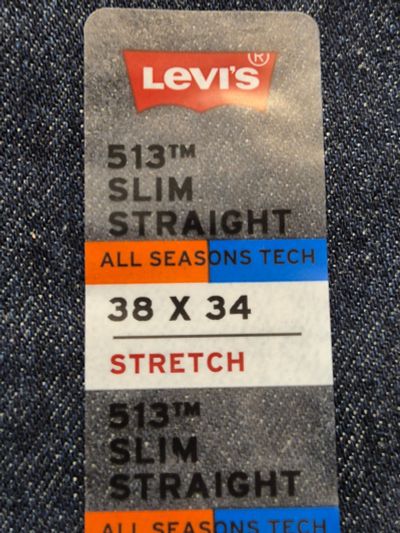 Levi's®
513™
SLIM
STRAIGHT
ALL SEASONS TECH
38 X 34
STRETCH
513™
SLIM
STRAIGHT
ALL SEASONS TECH